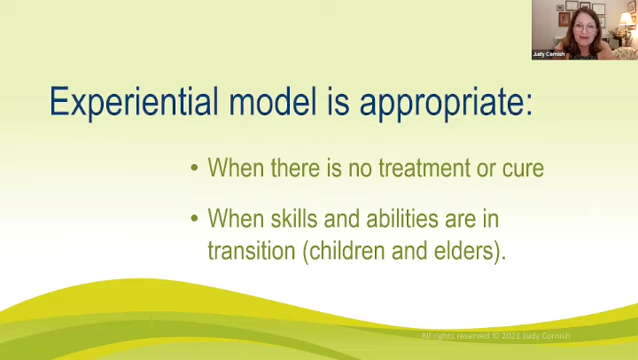 Judy Cornish
Experiential model is appropriate:
• When there is no treatment or cure
• When skills and abilities are in
transition (children and elders).
All rights reserved © 2021 Judy Cornish